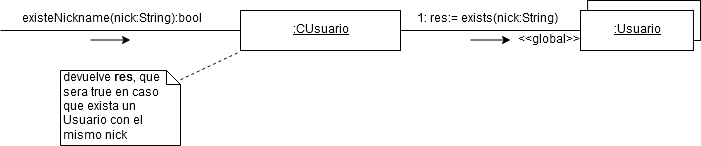 existeNickname(nick:String):bool
:CUsuario
1: res:= exists(nick:String)
<<global>>
:Usuario
devuelve res, que
sera true en caso
que exista un
Usuario con el
mismo nick